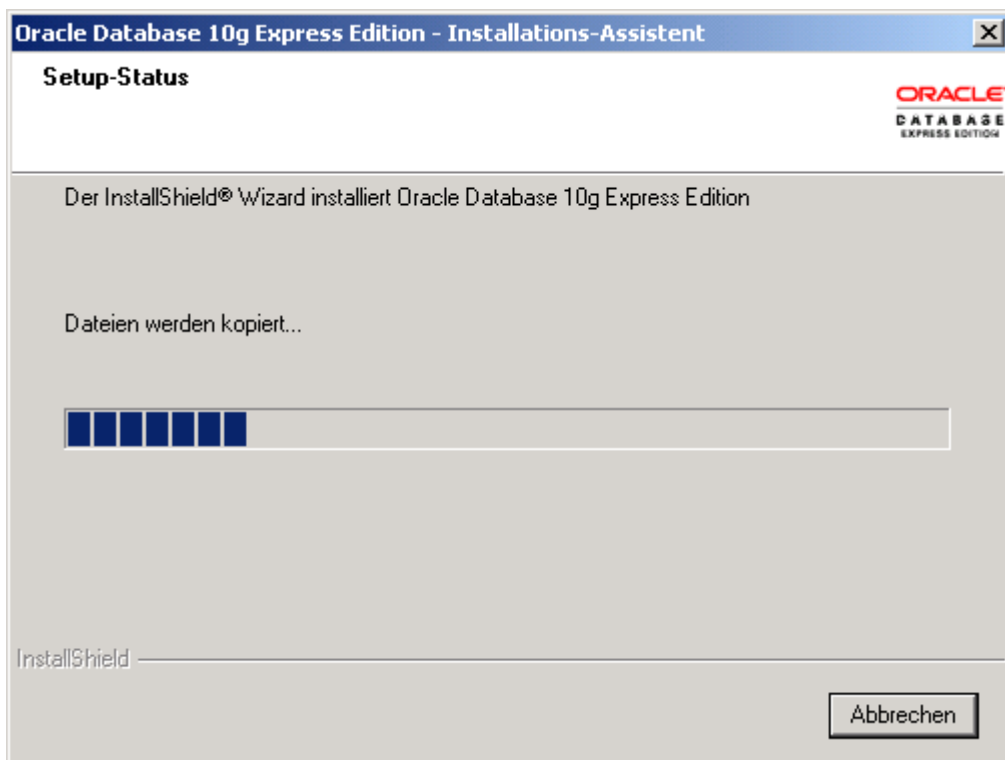 Oracle Database 10g Express Edition - Installations-Assistent
Setup-Status
ORACLE
DATABASE
EXPRESS EDITION
Der InstallShield® Wizard installiert Oracle Database 10g Express Edition
Dateien werden kopiert...
InstallShield
Abbrechen